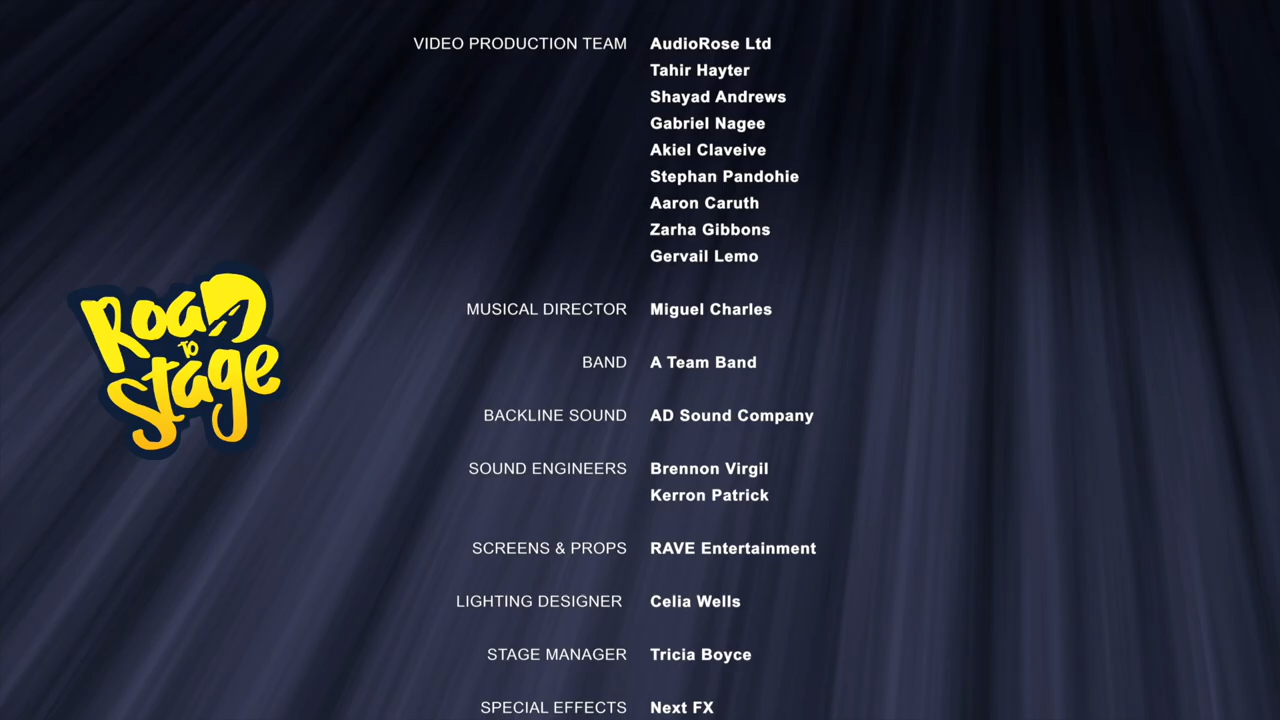 VIDEO PRODUCTION TEAM AudioRose Ltd
Tahir Hayter
Shayad Andrews
Gabriel Nagee
Akiel Claveive
Stephan Pandohie
Aaron Caruth
Zarha Gibbons
Gervail Lemo
MUSICAL DIRECTOR Miguel Charles
BAND A Team Band
BACKLINE SOUND AD Sound Company
SOUND ENGINEERS Brennon Virgil
Kerron Patrick
SCREENS & PROPS RAVE Entertainment
LIGHTING DESIGNER Celia Wells
STAGE MANAGER Tricia Boyce
SPECIAL EFFECTS Next FX
Road
to
Stage